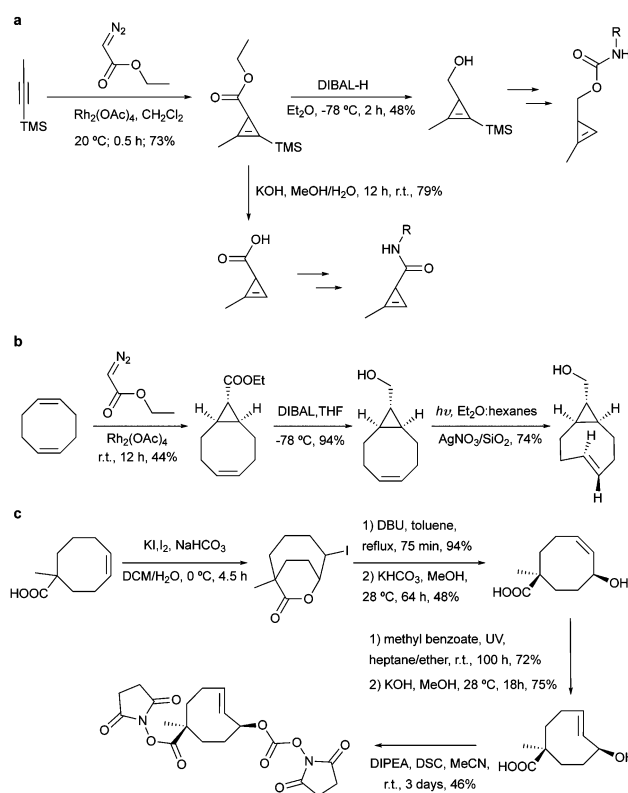 a
N2
O
O
Rh2(OAc)4, CH2Cl2
20 ºC; 0.5 h; 73%
TMS
O
O
TMS
DIBAL-H
Et2O, -78 ºC, 2 h, 48%
OH
TMS
R
NH
O
O
KOH, MeOH/H2O, 12 h, r.t., 79%
OH
O
R
HN
O
b
N2
O
O
Rh2(OAc)4
r.t., 12 h, 44%
COOEt
H
H
DIBAL,THF
-78 ºC, 94%
HO
H
H
hυ, Et2O:hexanes
AgNO3/SiO2, 74%
HO
H
H
H
H
c
HOOC
KI,I2, NaHCO3
DCM/H2O, 0 ºC, 4.5 h
I
O
O
1) DBU, toluene,
reflux, 75 min, 94%
2) KHCO3, MeOH,
28 ºC, 64 h, 48%
HOOC
OH
1) methyl benzoate, UV,
heptane/ether, r.t., 100 h, 72%
2) KOH, MeOH, 28 ºC, 18h, 75%
HOOC
OH
DIPEA, DSC, MeCN,
r.t., 3 days, 46%
O
N
O
O
O
O
O
O
O
N
O